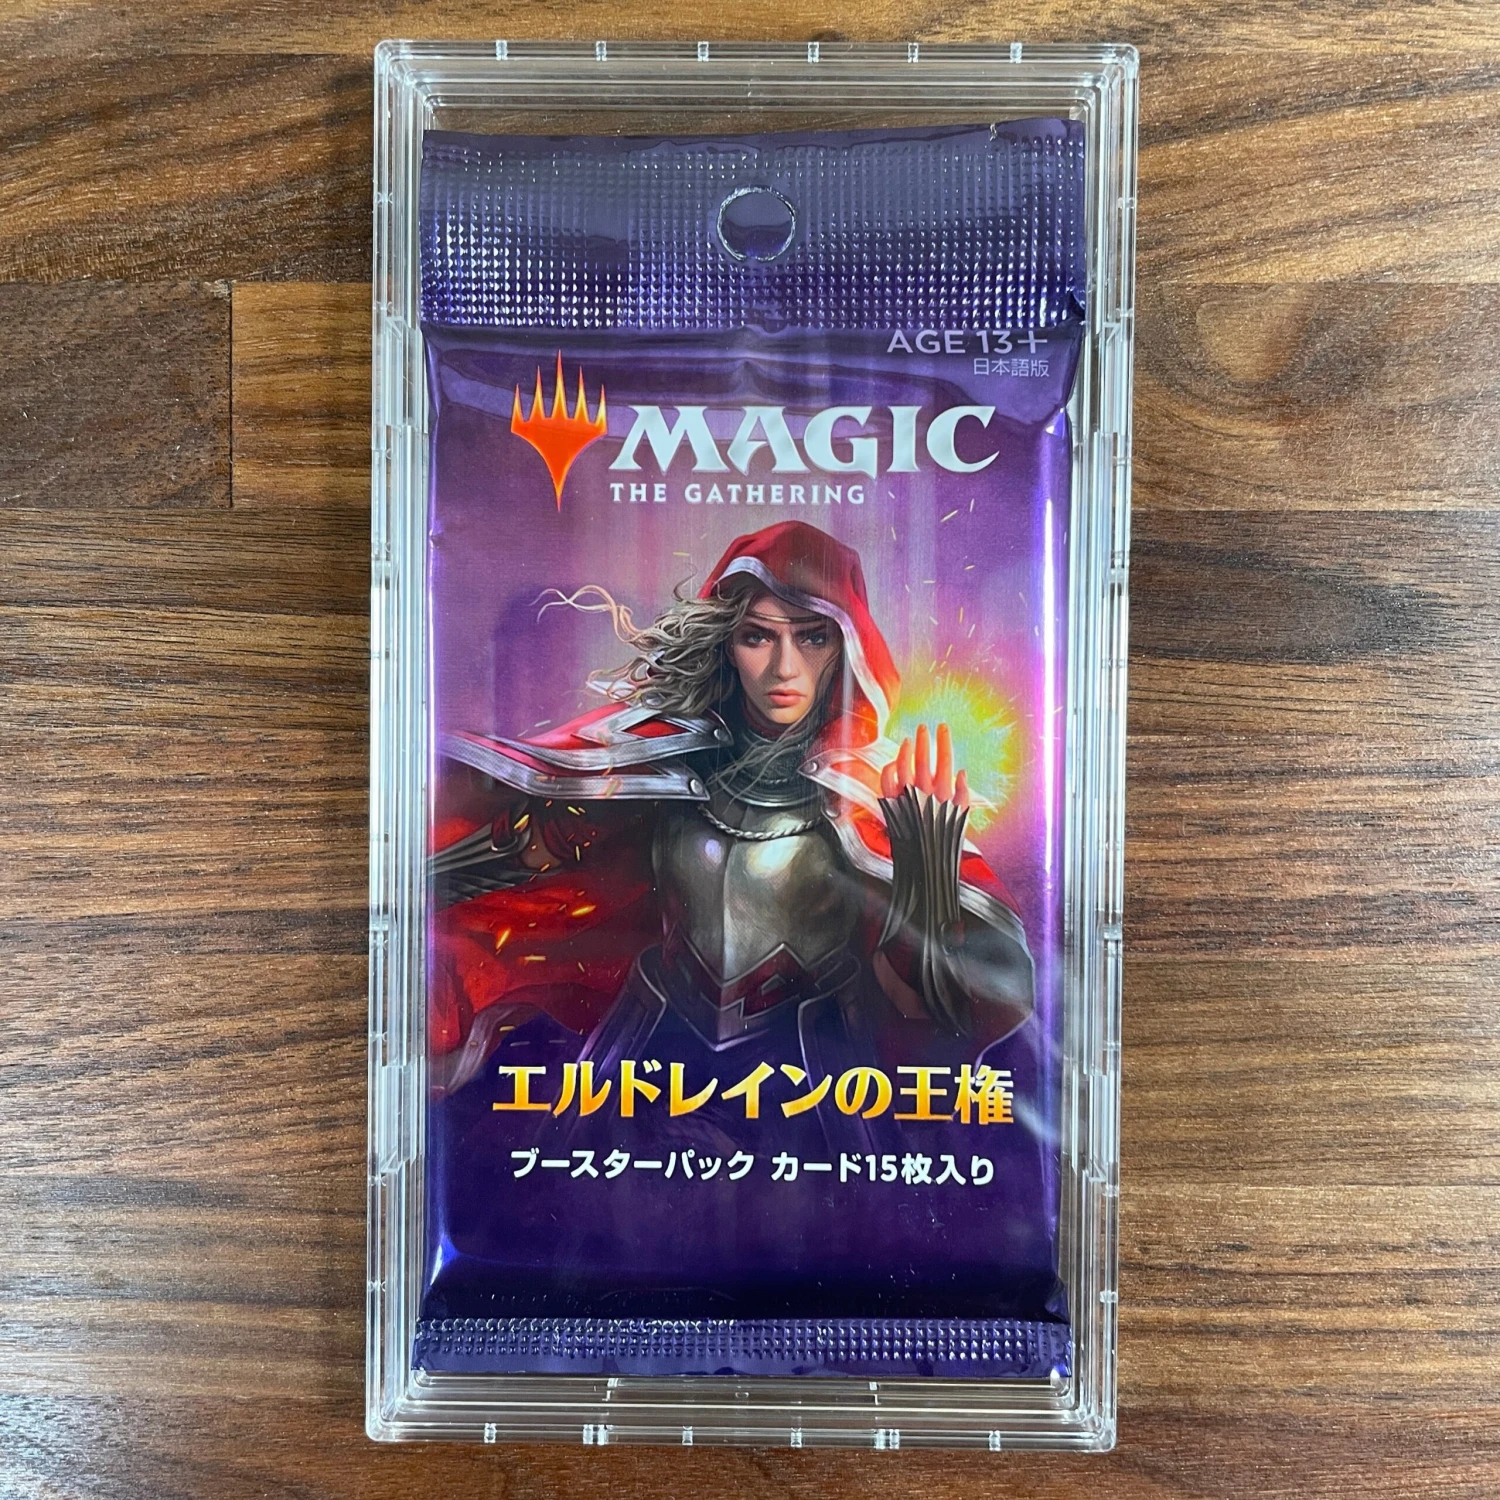 AGE 13+
日本語版
MAGIC
THE GATHERING
エルドレインの王権
ブースターパック カード15枚入り